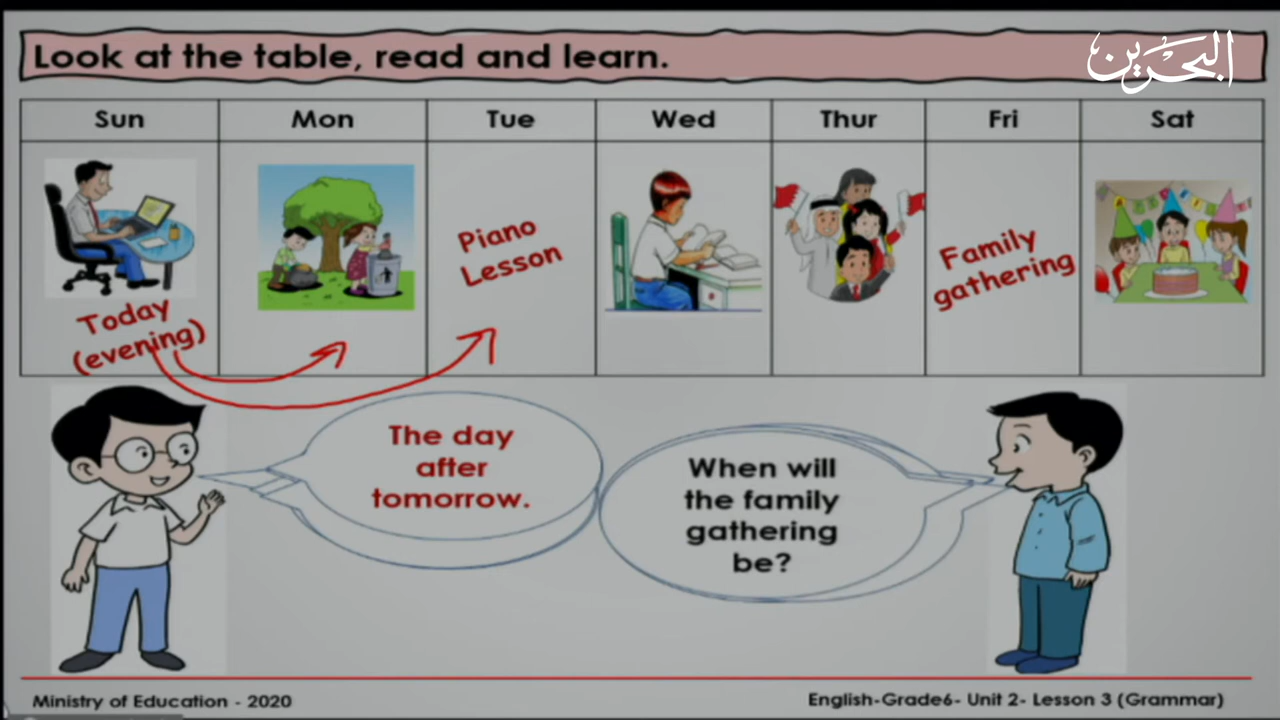 البحرين
Look at the table, read and learn.
Sun Mon Tue Wed Thur Fri Sat
Today
(evening)
Piano
Lesson
Family
gathering
The day
after
tomorrow.
When will
the family
gathering
be?
Ministry of Education - 2020
English-Grade6- Unit 2- Lesson 3 (Grammar)